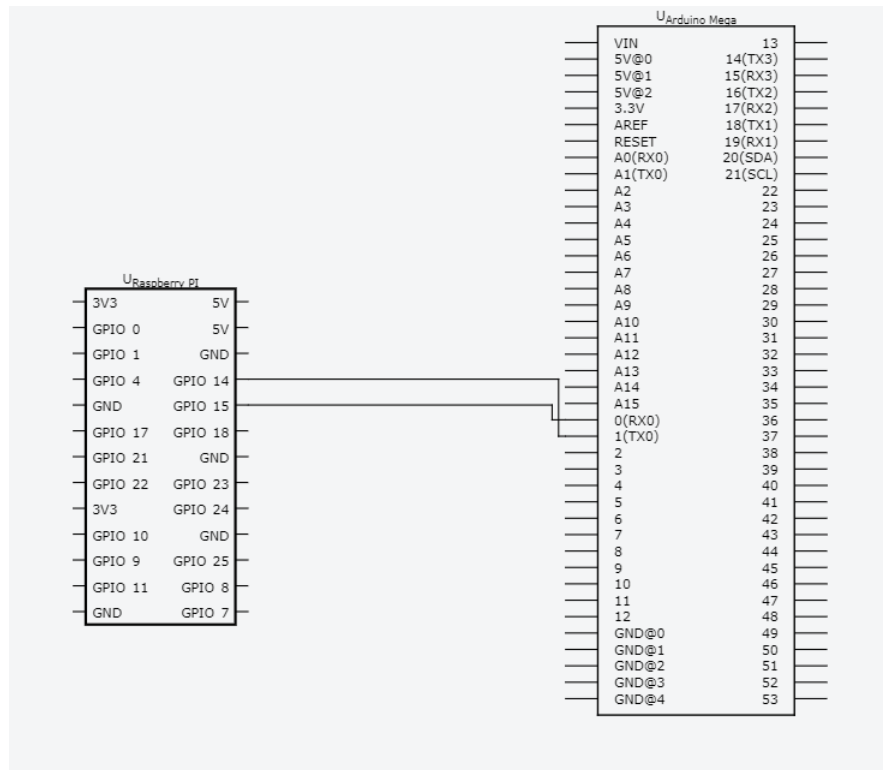 U Arduino Mega
VIN 13
5V@0 14(TX3)
5V@1 15(RX3)
5V@2 16(TX2)
3.3V 17(RX2)
AREF 18(TX1)
RESET 19(RX1)
A0(RX0) 20(SDA)
A1(TX0) 21(SCL)
A2 22
A3 23
A4 24
A5 25
A6 26
A7 27
A8 28
A9 29
A10 30
A11 31
A12 32
A13 33
A14 34
A15 35
0(RX0) 36
1(TX0) 37
2 38
3 39
4 40
5 41
6 42
7 43
8 44
9 45
10 46
11 47
12 48
GND@0 49
GND@1 50
GND@2 51
GND@3 52
GND@4 53
U Raspberry PI
3V3 5V
GPIO 0 5V
GPIO 1 GND
GPIO 4 GPIO 14
GND GPIO 15
GPIO 17 GPIO 18
GPIO 21 GND
GPIO 22 GPIO 23
3V3 GPIO 24
GPIO 10 GND
GPIO 9 GPIO 25
GPIO 11 GPIO 8
GND GPIO 7